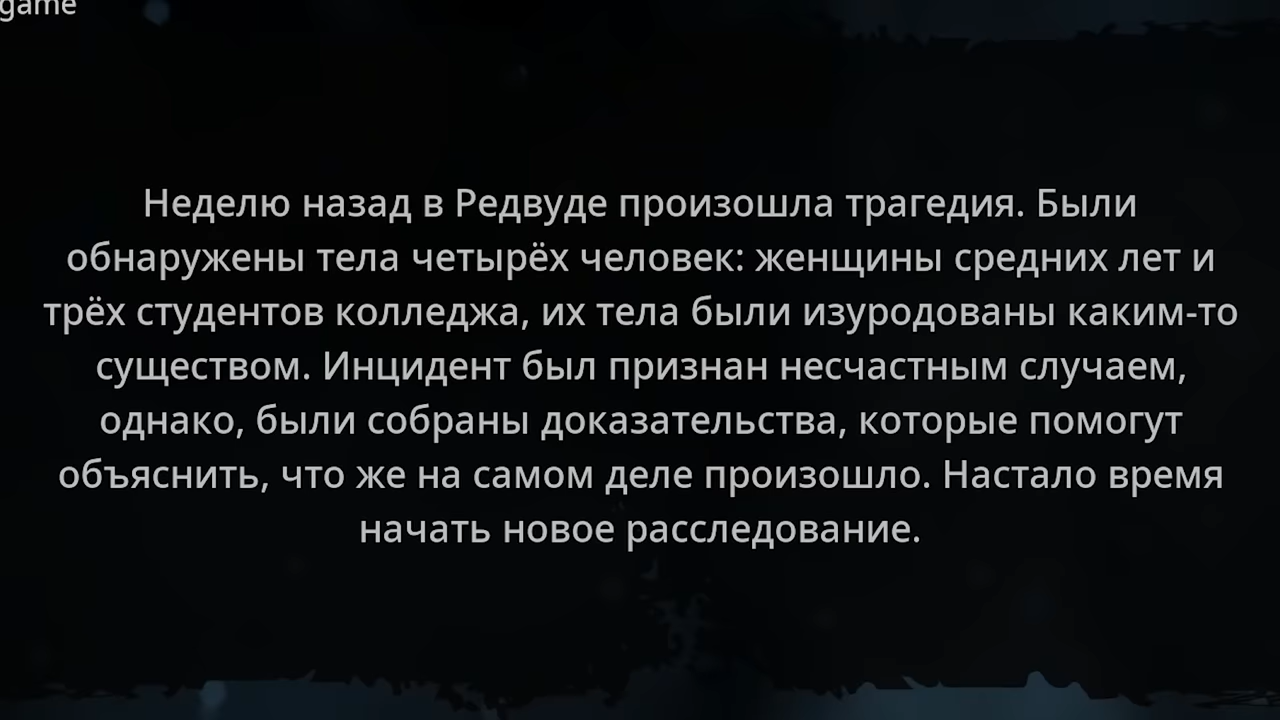 game
Неделю назад в Редвуде произошла трагедия. Были
обнаружены тела четырёх человек: женщины средних лет и
трёх студентов колледжа, их тела были изуродованы каким-то
существом. Инцидент был признан несчастным случаем,
однако, были собраны доказательства, которые помогут
объяснить, что же на самом деле произошло. Настало время
начать новое расследование.